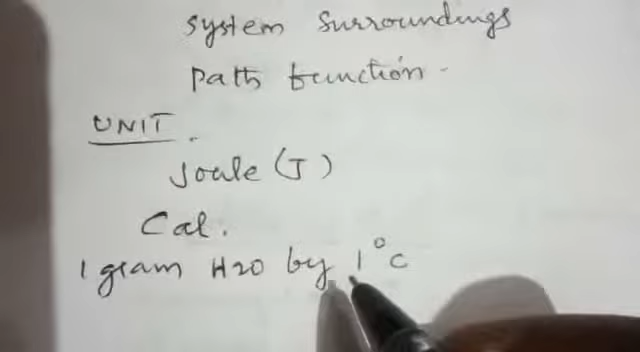 System Surroundings
Path function -
UNIT.
Joule (J)
Cal.
1 gram H2O by 1°C